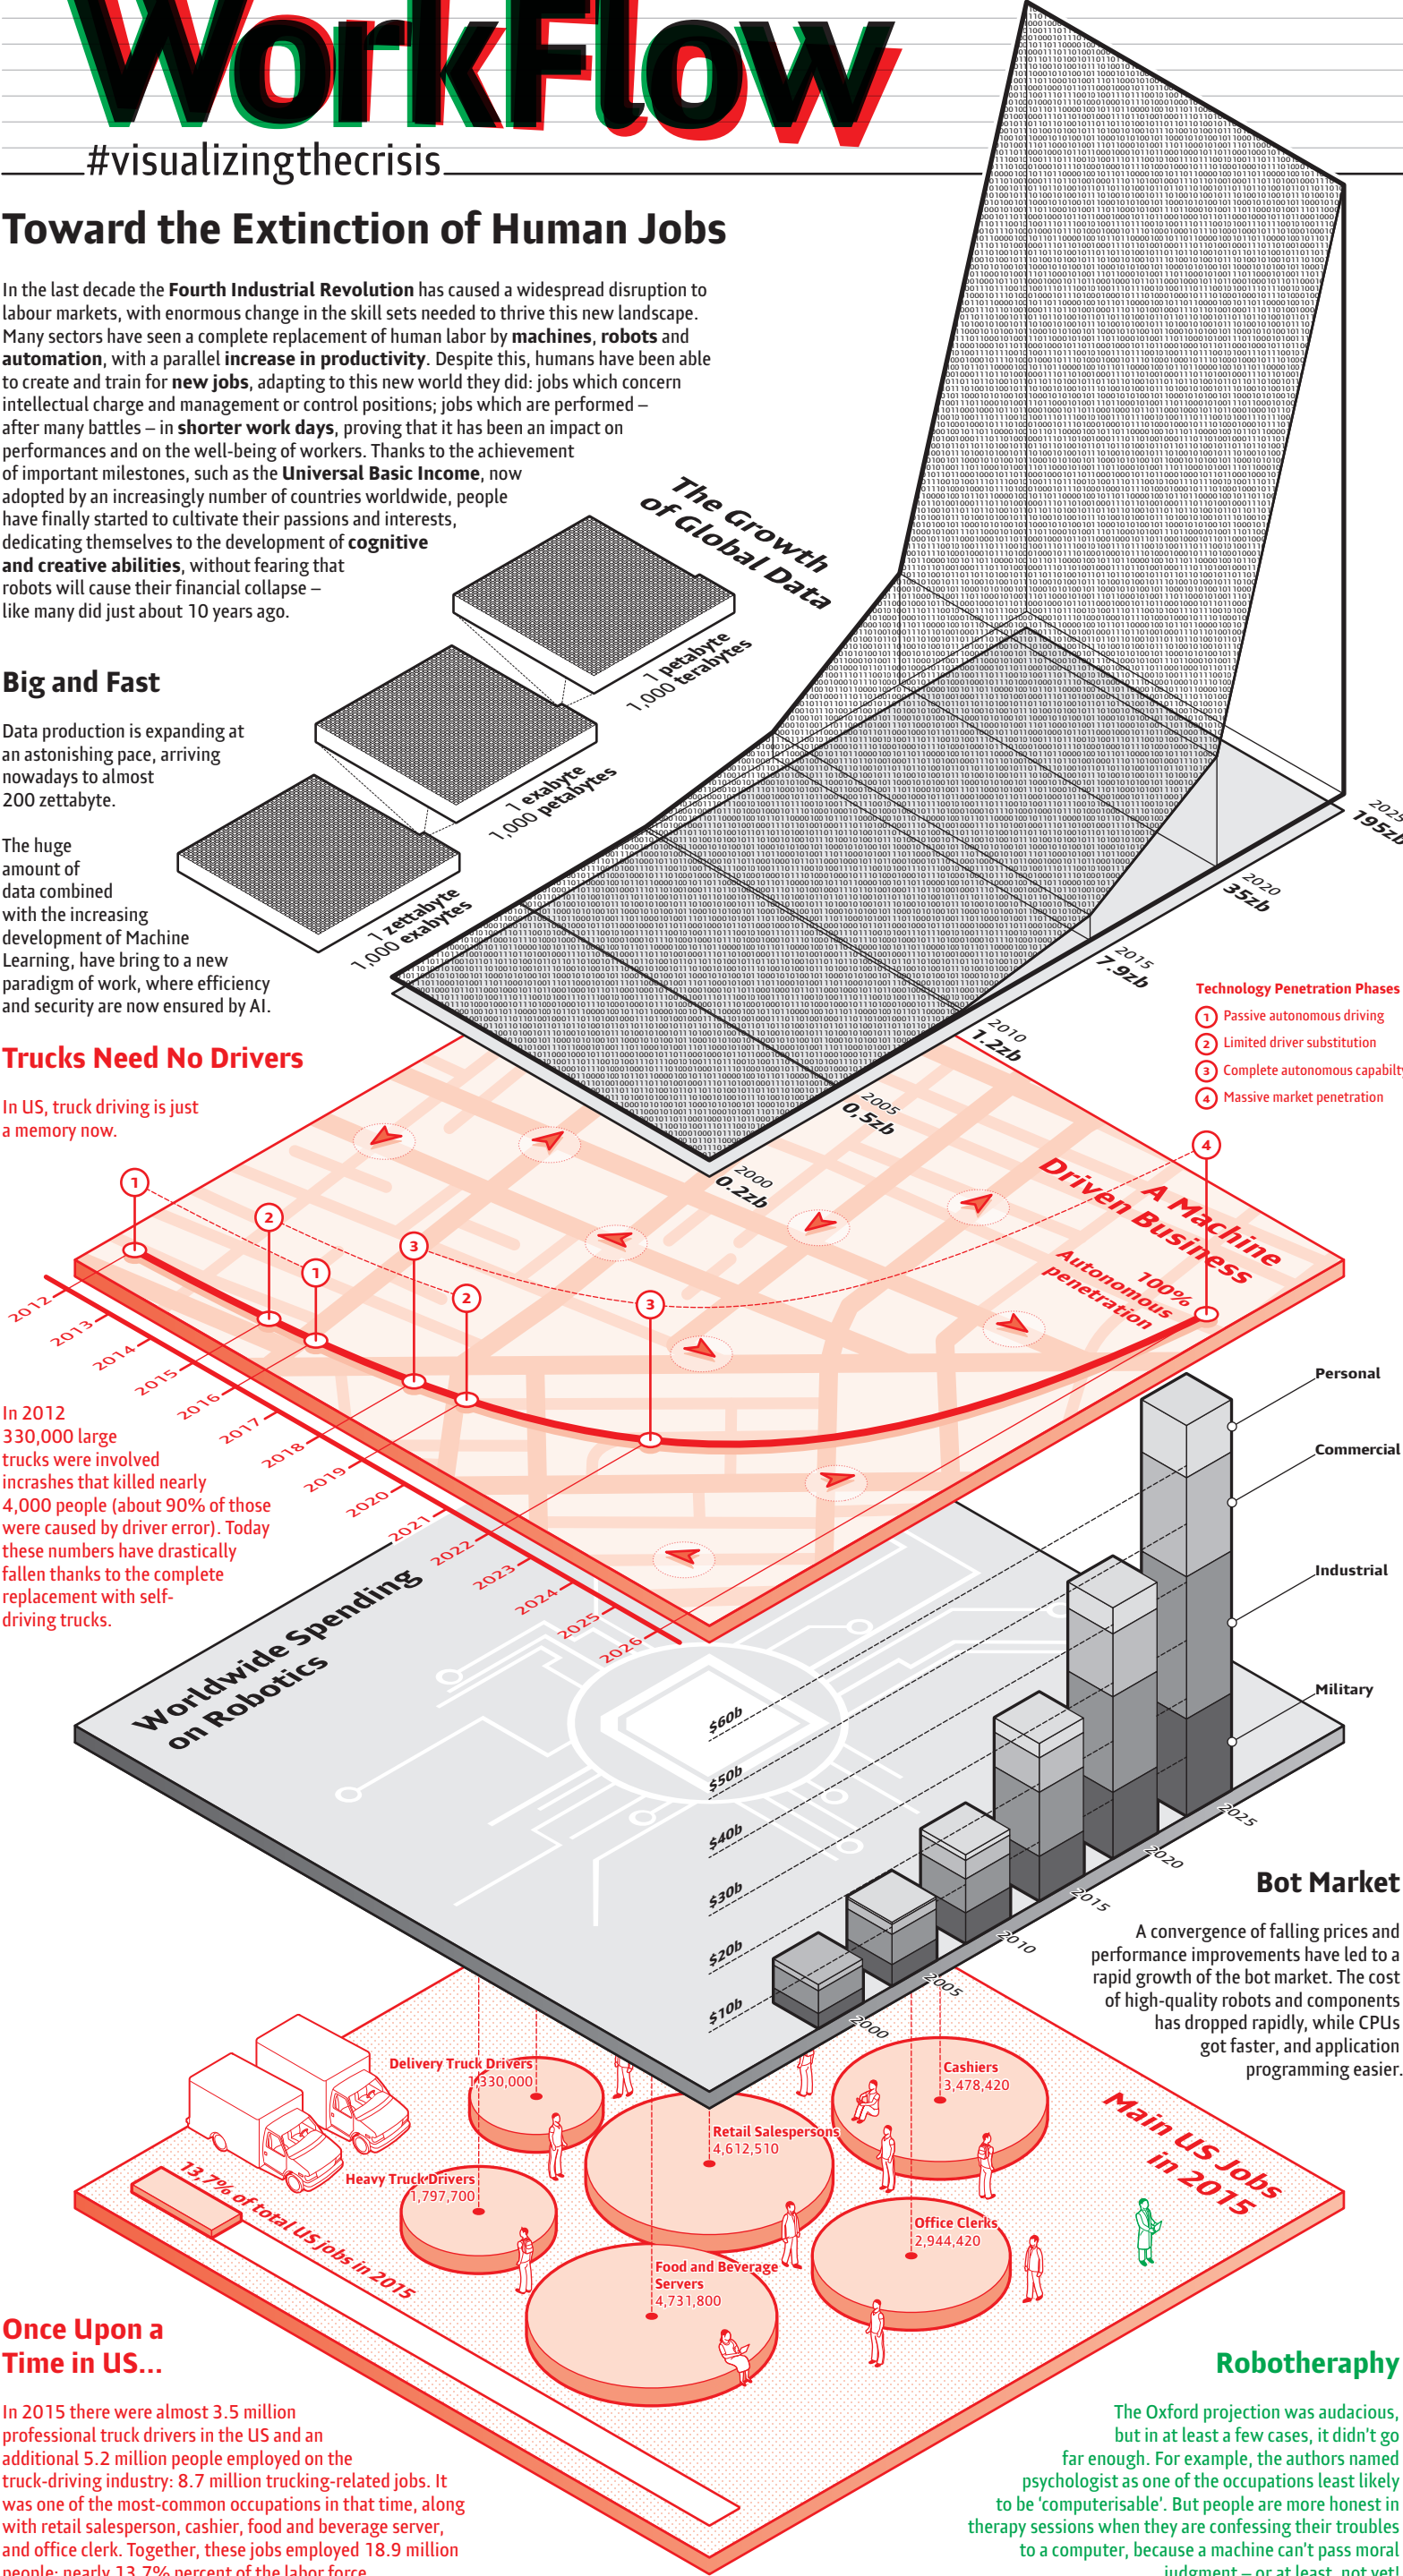 WorkFlow
#visualizingthecrisis
Toward the Extinction of Human Jobs
In the last decade the Fourth Industrial Revolution has caused a widespread disruption to
labour markets, with enormous change in the skill sets needed to thrive this new landscape.
Many sectors have seen a complete replacement of human labor by machines, robots and
automation, with a parallel increase in productivity. Despite this, humans have been able
to create and train for new jobs, adapting to this new world they did: jobs which concern
intellectual charge and management or control positions; jobs which are performed –
after many battles – in shorter work days, proving that it has been an impact on
performances and on the well-being of workers. Thanks to the achievement
of important milestones, such as the Universal Basic Income, now
adopted by an increasingly number of countries worldwide, people
have finally started to cultivate their passions and interests,
dedicating themselves to the development of cognitive
and creative abilities, without fearing that
robots will cause their financial collapse –
like many did just about 10 years ago.
The Growth
of Global Data
1 petabyte
1,000 terabytes
1 exabyte
1,000 petabytes
1 zettabyte
1,000 exabytes
Big and Fast
Data production is expanding at
an astonishing pace, arriving
nowadays to almost
200 zettabyte.
The huge
amount of
data combined
with the increasing
development of Machine
Learning, have bring to a new
paradigm of work, where efficiency
and security are now ensured by AI.
2025
195zb
2020
35zb
2015
7.9zb
2010
1.2zb
2005
0,5zb
2000
0.2zb
Technology Penetration Phases
1 Passive autonomous driving
2 Limited driver substitution
3 Complete autonomous capabilty
4 Massive market penetration
Trucks Need No Drivers
In US, truck driving is just
a memory now.
1
2
1
3
2
3
4
A Machine
Driven Business
100%
Autonomous
penetration
2012
2013
2014
2015
2016
2017
2018
2019
2020
2021
2022
2023
2024
2025
2026
In 2012
330,000 large
trucks were involved
incrashes that killed nearly
4,000 people (about 90% of those
were caused by driver error). Today
these numbers have drastically
fallen thanks to the complete
replacement with self-
driving trucks.
Worldwide Spending
on Robotics
Personal
Commercial
Industrial
Military
$60b
$50b
$40b
$30b
$20b
$10b
2025
2020
2015
2010
2005
2000
Bot Market
A convergence of falling prices and
performance improvements have led to a
rapid growth of the bot market. The cost
of high-quality robots and components
has dropped rapidly, while CPUs
got faster, and application
programming easier.
Delivery Truck Drivers
1,330,000
Cashiers
3,478,420
Retail Salespersons
4,612,510
Heavy Truck Drivers
1,797,700
Office Clerks
2,944,420
Food and Beverage
Servers
4,731,800
Main US Jobs
in 2015
13,7% of total US jobs in 2015
Once Upon a
Time in US...
In 2015 there were almost 3.5 million
professional truck drivers in the US and an
additional 5.2 million people employed on the
truck-driving industry: 8.7 million trucking-related jobs. It
was one of the most-common occupations in that time, along
with retail salesperson, cashier, food and beverage server,
and office clerk. Together, these jobs employed 18.9 million
people: nearly 13.7% percent of the labor force
Robotheraphy
The Oxford projection was audacious,
but in at least a few cases, it didn't go
far enough. For example, the authors named
psychologist as one of the occupations least likely
to be ‘computerisable’. But people are more honest in
therapy sessions when they are confessing their troubles
to a computer, because a machine can't pass moral
judgment – or at least, not yet!